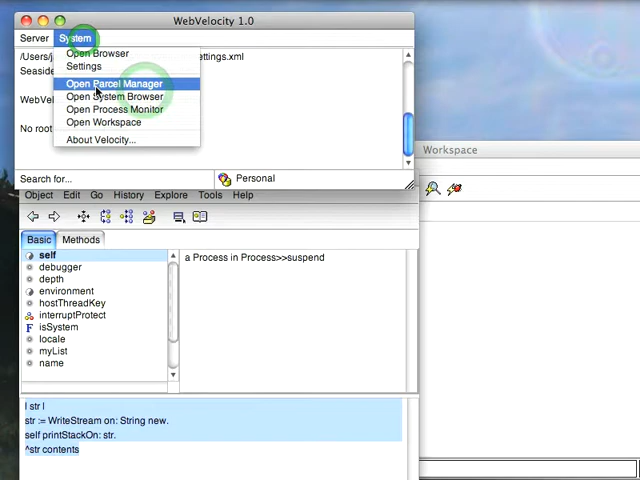 WebVelocity 1.0
Server System
/Users/j
ettings.xml
Seaside
WebVel
No root
Open Browser
Settings
Open Parcel Manager
Open System Browser
Open Process Monitor
Open Workspace
About Velocity...
Search for...
Personal
Workspace
Object Edit Go History Explore Tools Help
Basic Methods
self
debugger
depth
environment
hostThreadKey
interruptProtect
F isSystem
locale
myList
name
a Process in Process>>suspend
| str |
str := WriteStream on: String new.
self printStackOn: str.
^str contents